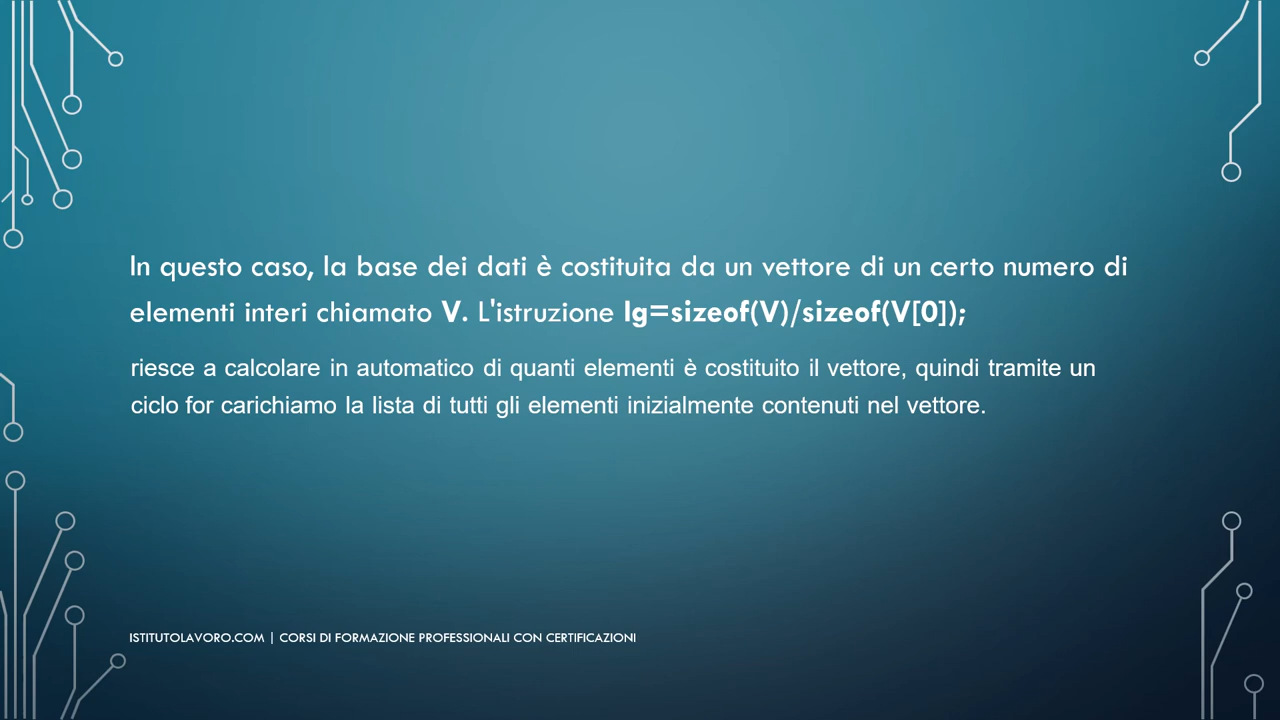 In questo caso, la base dei dati è costituita da un vettore di un certo numero di
elementi interi chiamato V. L'istruzione lg=sizeof(V)/sizeof(V[0]);
riesce a calcolare in automatico di quanti elementi è costituito il vettore, quindi tramite un
ciclo for carichiamo la lista di tutti gli elementi inizialmente contenuti nel vettore.
ISTITUTOLAVORO.COM | CORSI DI FORMAZIONE PROFESSIONALI CON CERTIFICAZIONI